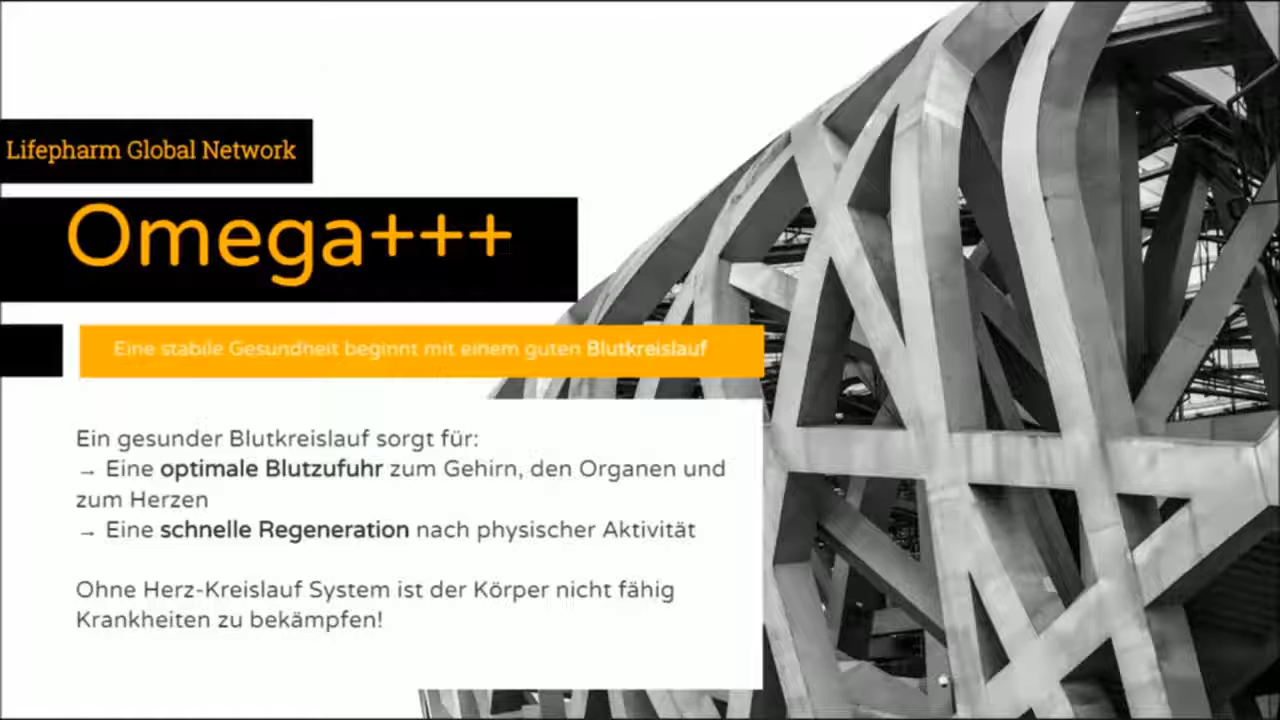 Lifepharm Global Network
Omega+++
Eine stabile Gesundheit beginnt mit einem guten Blutkreislauf
Ein gesunder Blutkreislauf sorgt für:
→ Eine optimale Blutzufuhr zum Gehirn, den Organen und
zum Herzen
→ Eine schnelle Regeneration nach physischer Aktivität
Ohne Herz-Kreislauf System ist der Körper nicht fähig
Krankheiten zu bekämpfen!